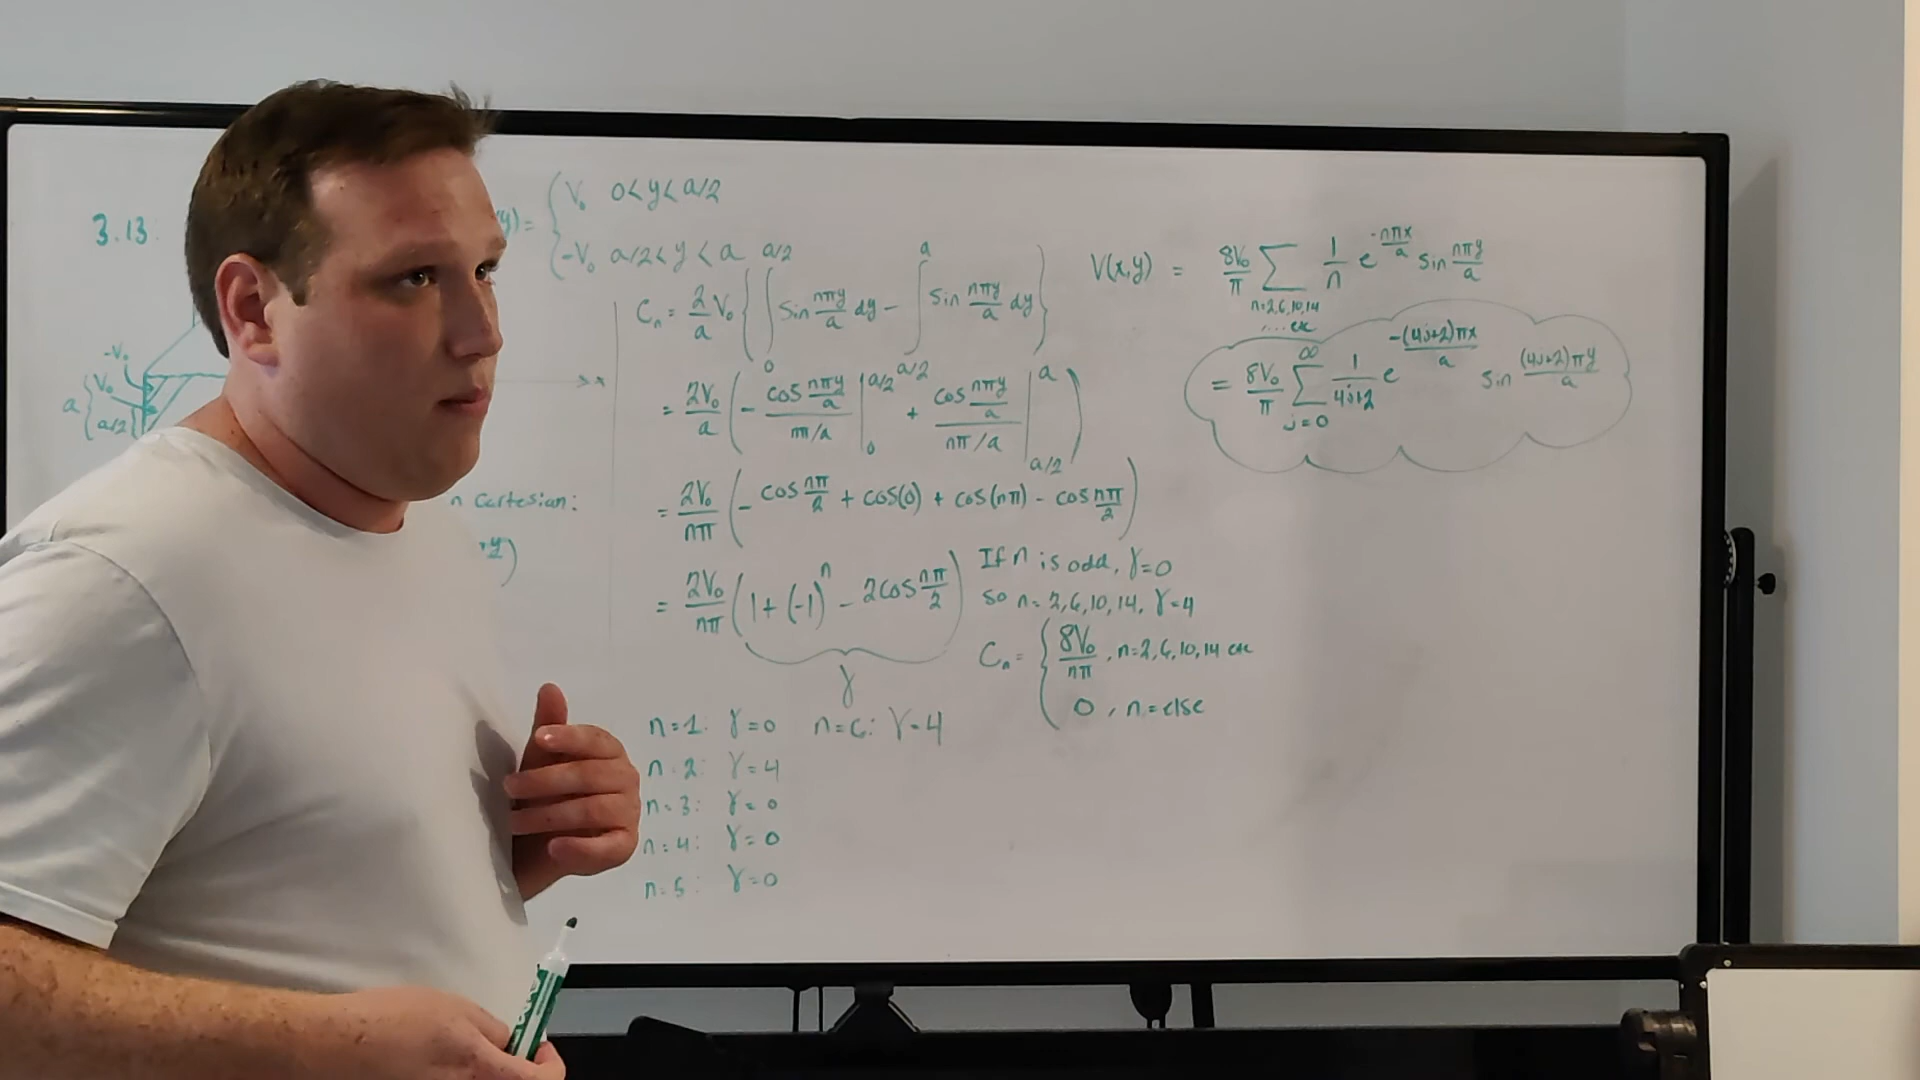 3.13:
y) = { V₀ 0<y<a/2
-V₀ a/2<y<a
-V₀
V₀
a { a/2 {
x
n Cartesian:
y)
Cₙ = 2/a V₀ { ∫₀^(a/2) sin nπy/a dy - ∫_(a/2)^a sin nπy/a dy }
= 2V₀/a ( - cos nπy/a / nπ/a |₀^(a/2) + cos nπy/a / nπ/a |_(a/2)^a )
= 2V₀/nπ ( - cos nπ/2 + cos(0) + cos(nπ) - cos nπ/2 )
= 2V₀/nπ ( 1 + (-1)ⁿ - 2cos nπ/2 )
γ
n=1: γ=0 n=6: γ=4
n=2: γ=4
n=3: γ=0
n=4: γ=0
n=5: γ=0
If n is odd, γ=0
So n=2,6,10,14, γ=4
Cₙ = { 8V₀/nπ , n=2,6,10,14 etc
0 , n=else
V(x,y) = 8V₀/π Σ 1/n e^(-nπx/a) sin nπy/a
n=2,6,10,14
,... etc
= 8V₀/π Σ_(j=0)^∞ 1/4j+2 e^(-(4j+2)πx/a) sin (4j+2)πy/a
EXPO